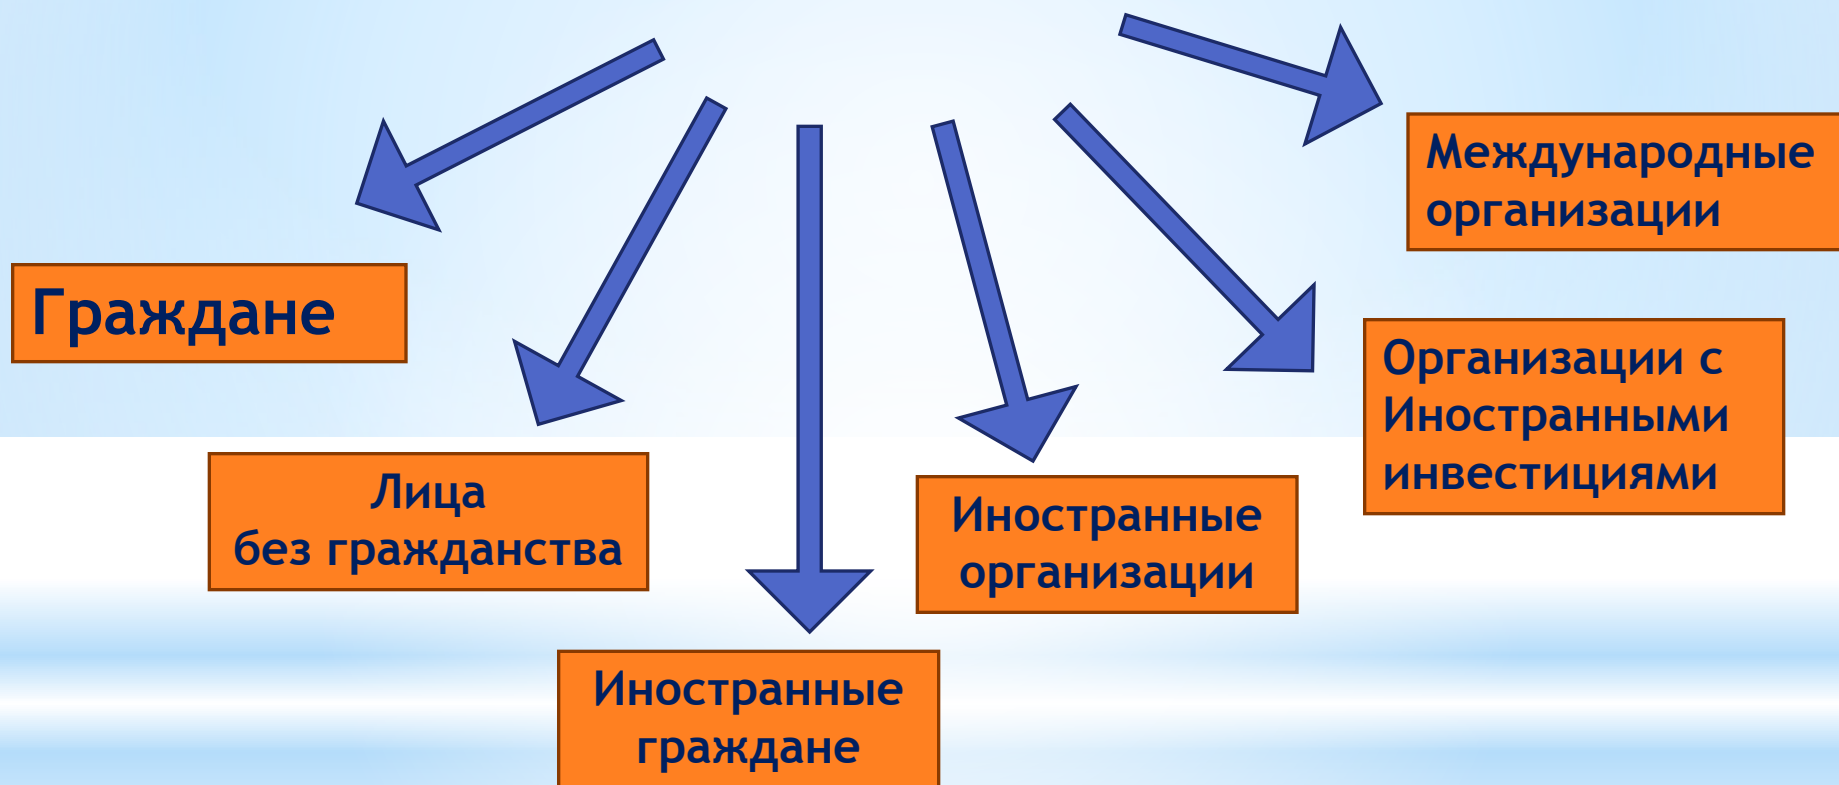 Международные
организации
Граждане
Организации с
Иностранными
инвестициями
Лица
без гражданства
Иностранные
организации
Иностранные
граждане